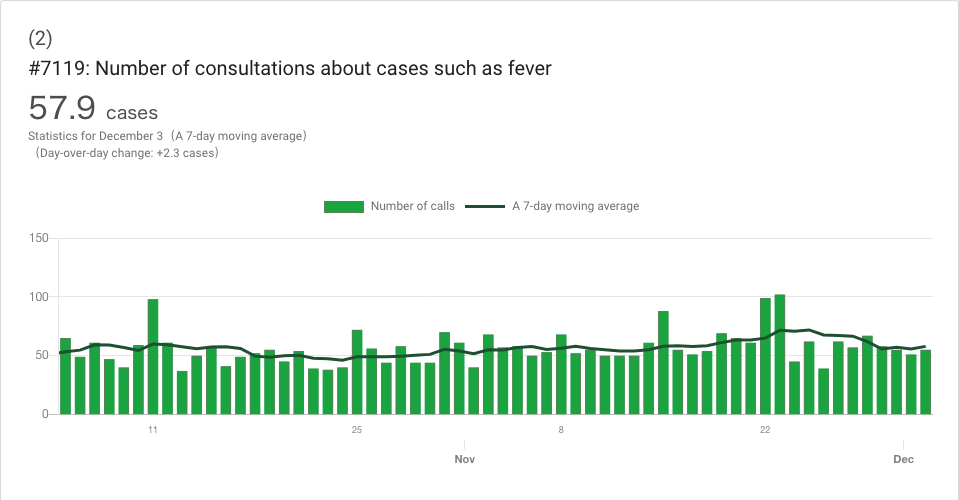 (2)
#7119: Number of consultations about cases such as fever
57.9 cases
Statistics for December 3（A 7-day moving average）
（Day-over-day change: +2.3 cases）
Number of calls A 7-day moving average
150
100
50
0
11 25 8 22
Nov Dec